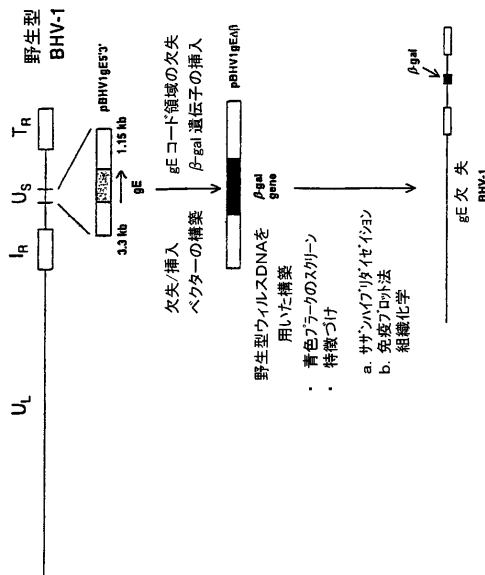 野生型
BHV-1
U_L
I_R
U_S
T_R
pBHV1gE5'3'
3.3 kb
gE
1.15 kb
欠失/挿入
ベクターの構築
gEコード領域の欠失
β-gal 遺伝子の挿入
pBHV1gEΔβ
β-gal
gene
野生型ウィルスDNAを
用いた構築
・ 青色プラークのスクリーン
・ 特徴づけ
a. サザンハイブリダイゼイション
b. 免疫ブロット法
組織化学
β-gal
gE 欠失
BHV-1